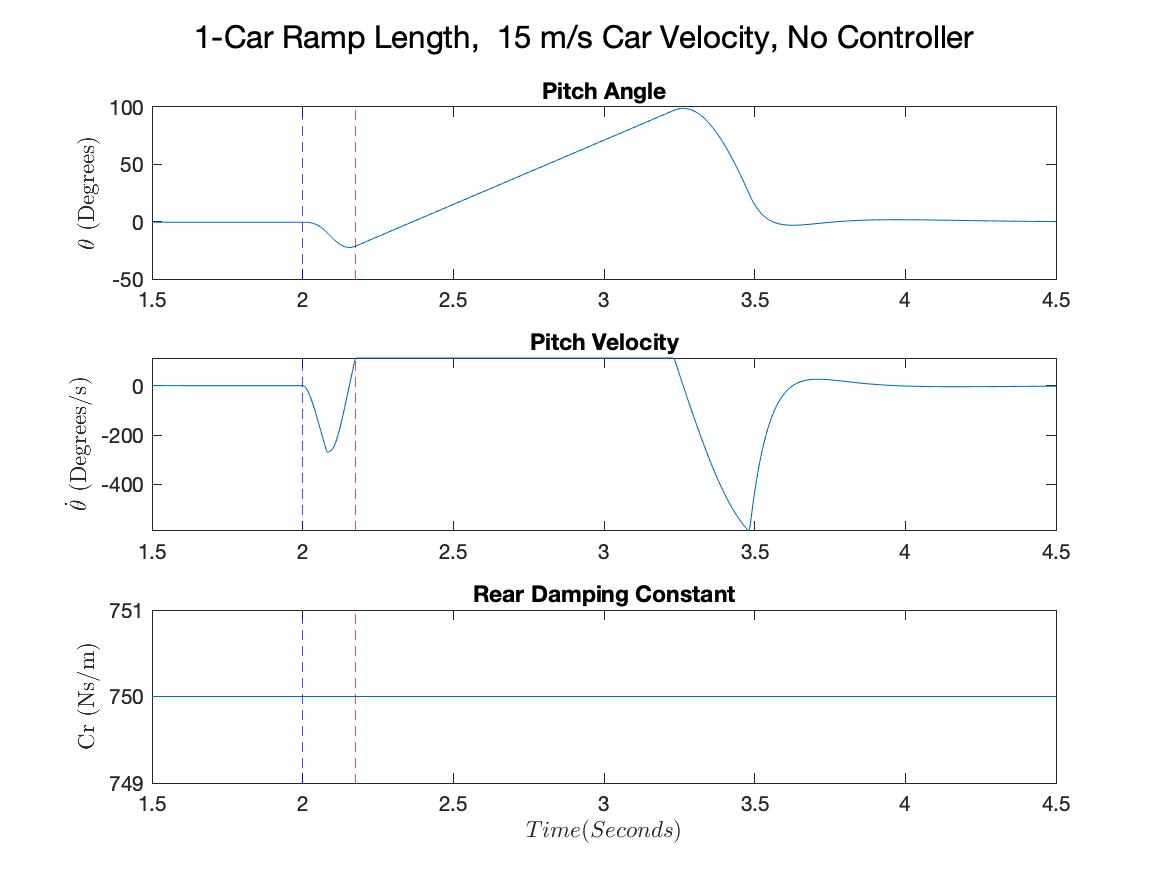 1-Car Ramp Length,  15 m/s Car Velocity, No Controller
Pitch Angle
100
50
0
-50
θ (Degrees)
1.5 2 2.5 3 3.5 4 4.5
Pitch Velocity
0
-200
-400
θ̇ (Degrees/s)
1.5 2 2.5 3 3.5 4 4.5
Rear Damping Constant
751
750
749
Cr (Ns/m)
1.5 2 2.5 3 3.5 4 4.5
Time(Seconds)